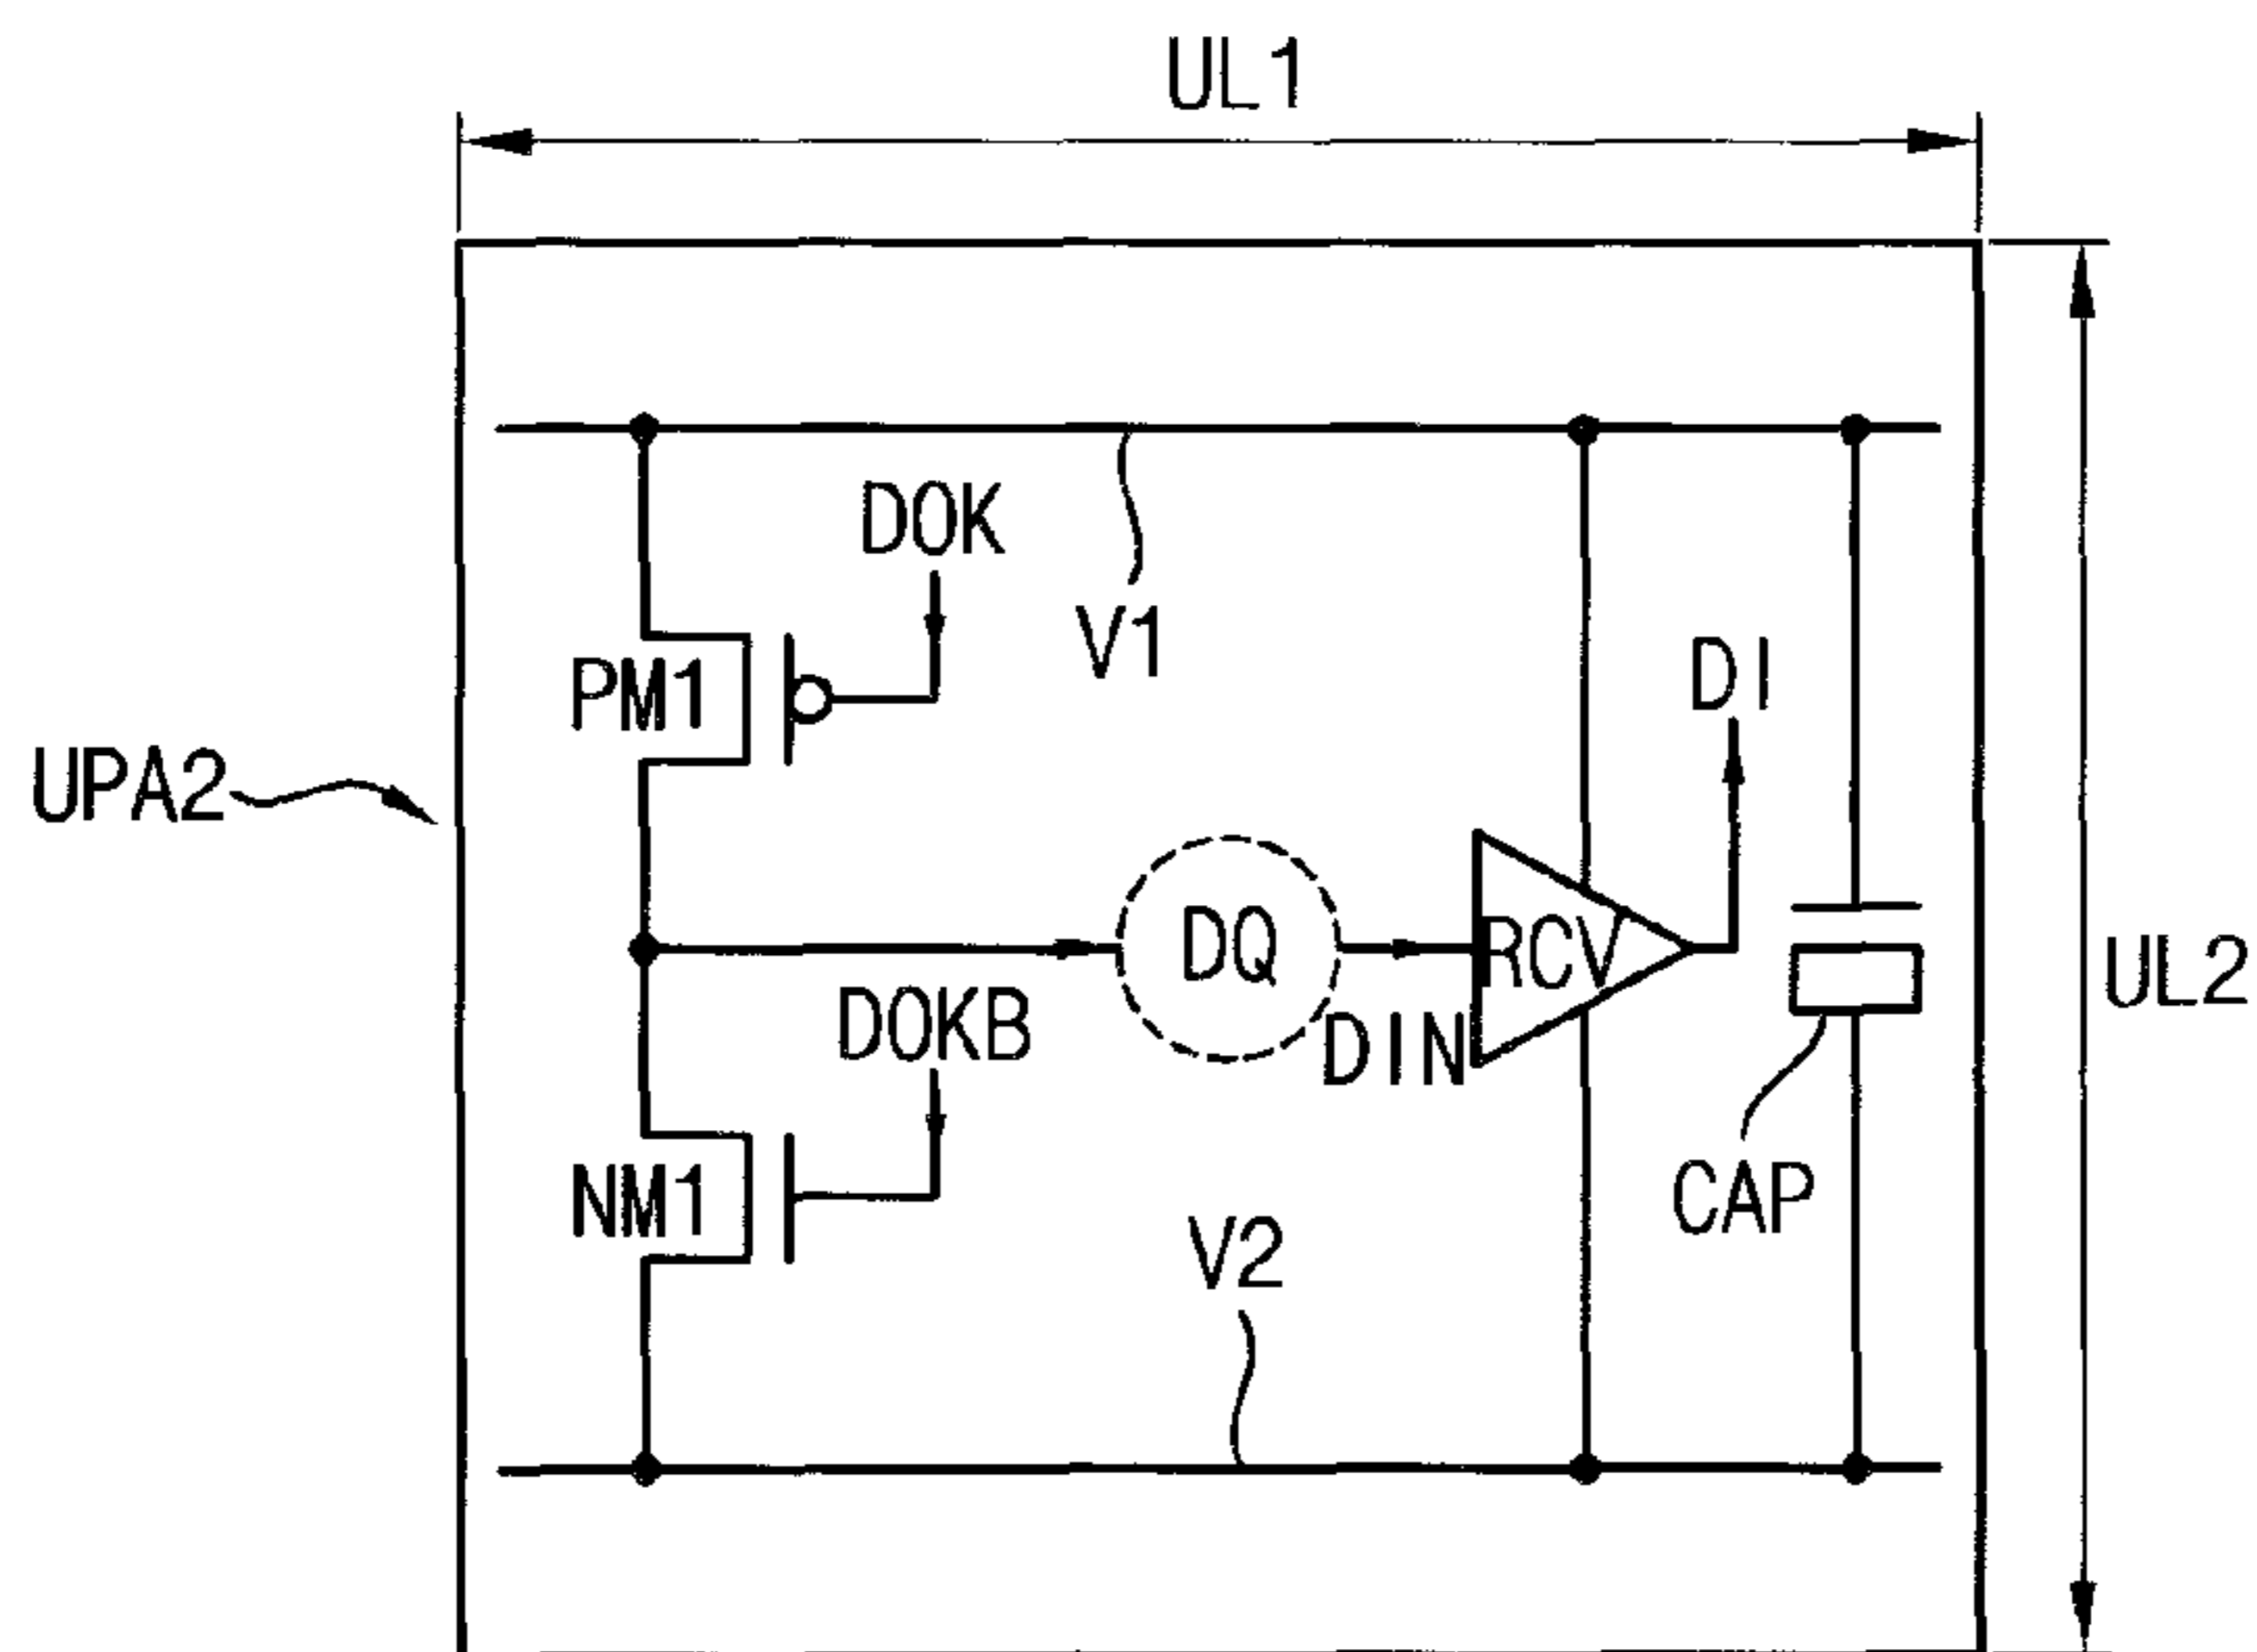 UL1
DOK
V1
PM1
DI
UPA2
DQ
RCV
UL2
DOKB
DIN
NM1
CAP
V2